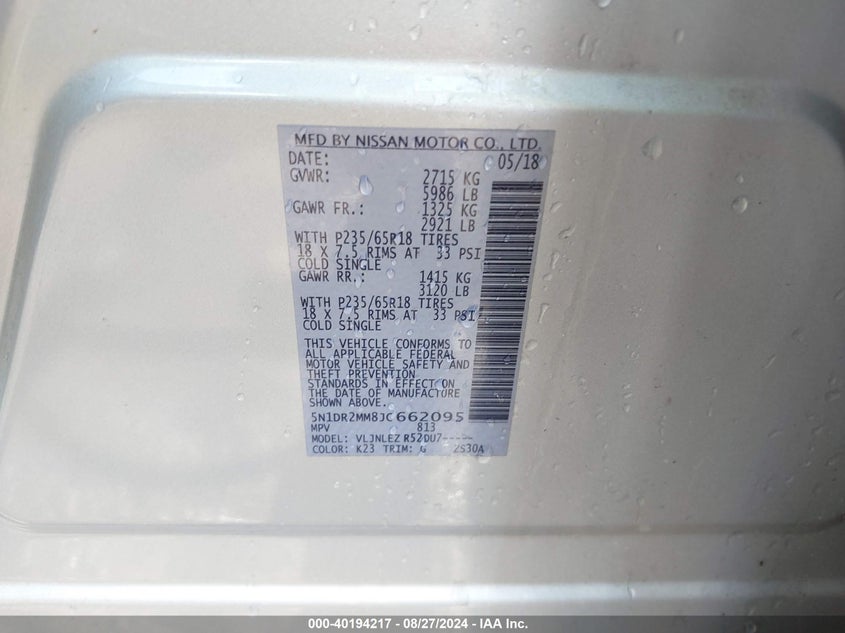 MFD BY NISSAN MOTOR CO., LTD.
DATE: 05/18
GVWR: 2715 KG
5986 LB
GAWR FR.: 1325 KG
2921 LB
WITH P235/65R18 TIRES
18 X 7.5 RIMS AT 33 PSI
COLD SINGLE
GAWR RR.: 1415 KG
3120 LB
WITH P235/65R18 TIRES
18 X 7.5 RIMS AT 33 PSI
COLD SINGLE
THIS VEHICLE CONFORMS TO
ALL APPLICABLE FEDERAL
MOTOR VEHICLE SAFETY AND
THEFT PREVENTION
STANDARDS IN EFFECT ON
THE DATE OF MANUFACTURE
SHOWN ABOVE.
5N1DR2MM8JC662095
MPV 813
MODEL: VLJNLEZ R52DU7-----
COLOR: K23 TRIM: G 2S30A
000-40194217 - 08/27/2024 - IAA Inc.